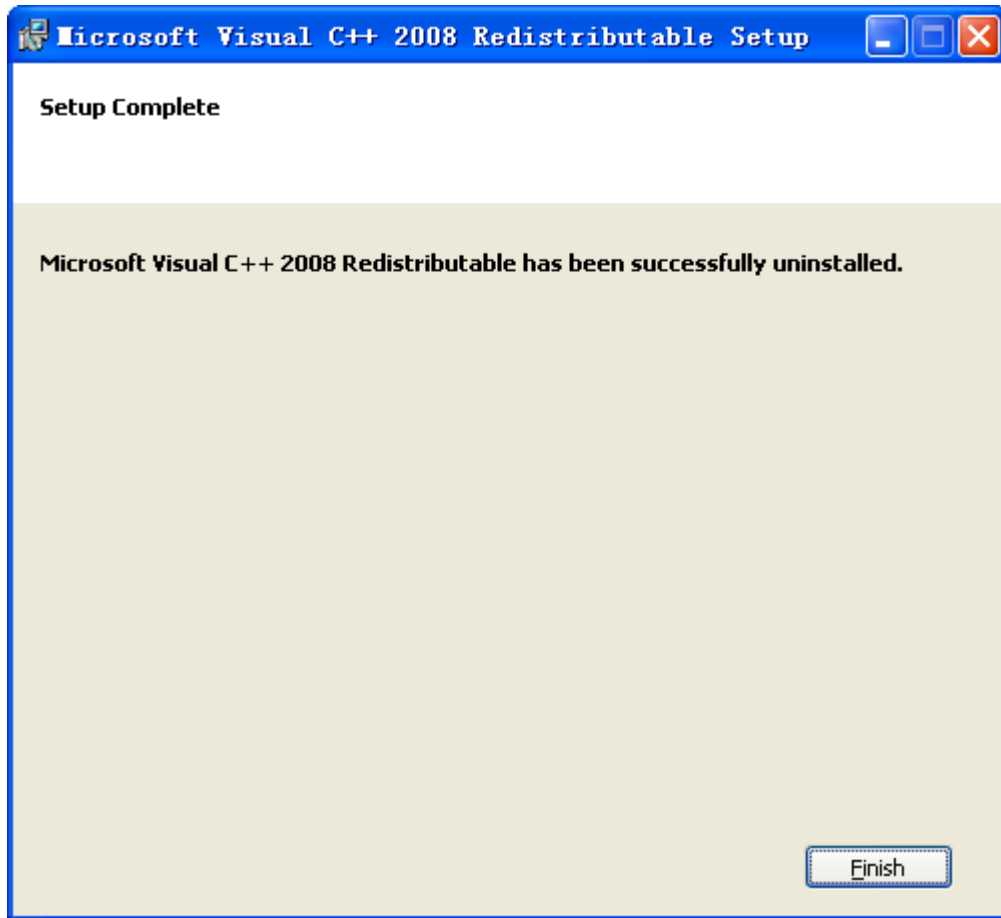 Microsoft Visual C++ 2008 Redistributable Setup
Setup Complete
Microsoft Visual C++ 2008 Redistributable has been successfully uninstalled.
Finish